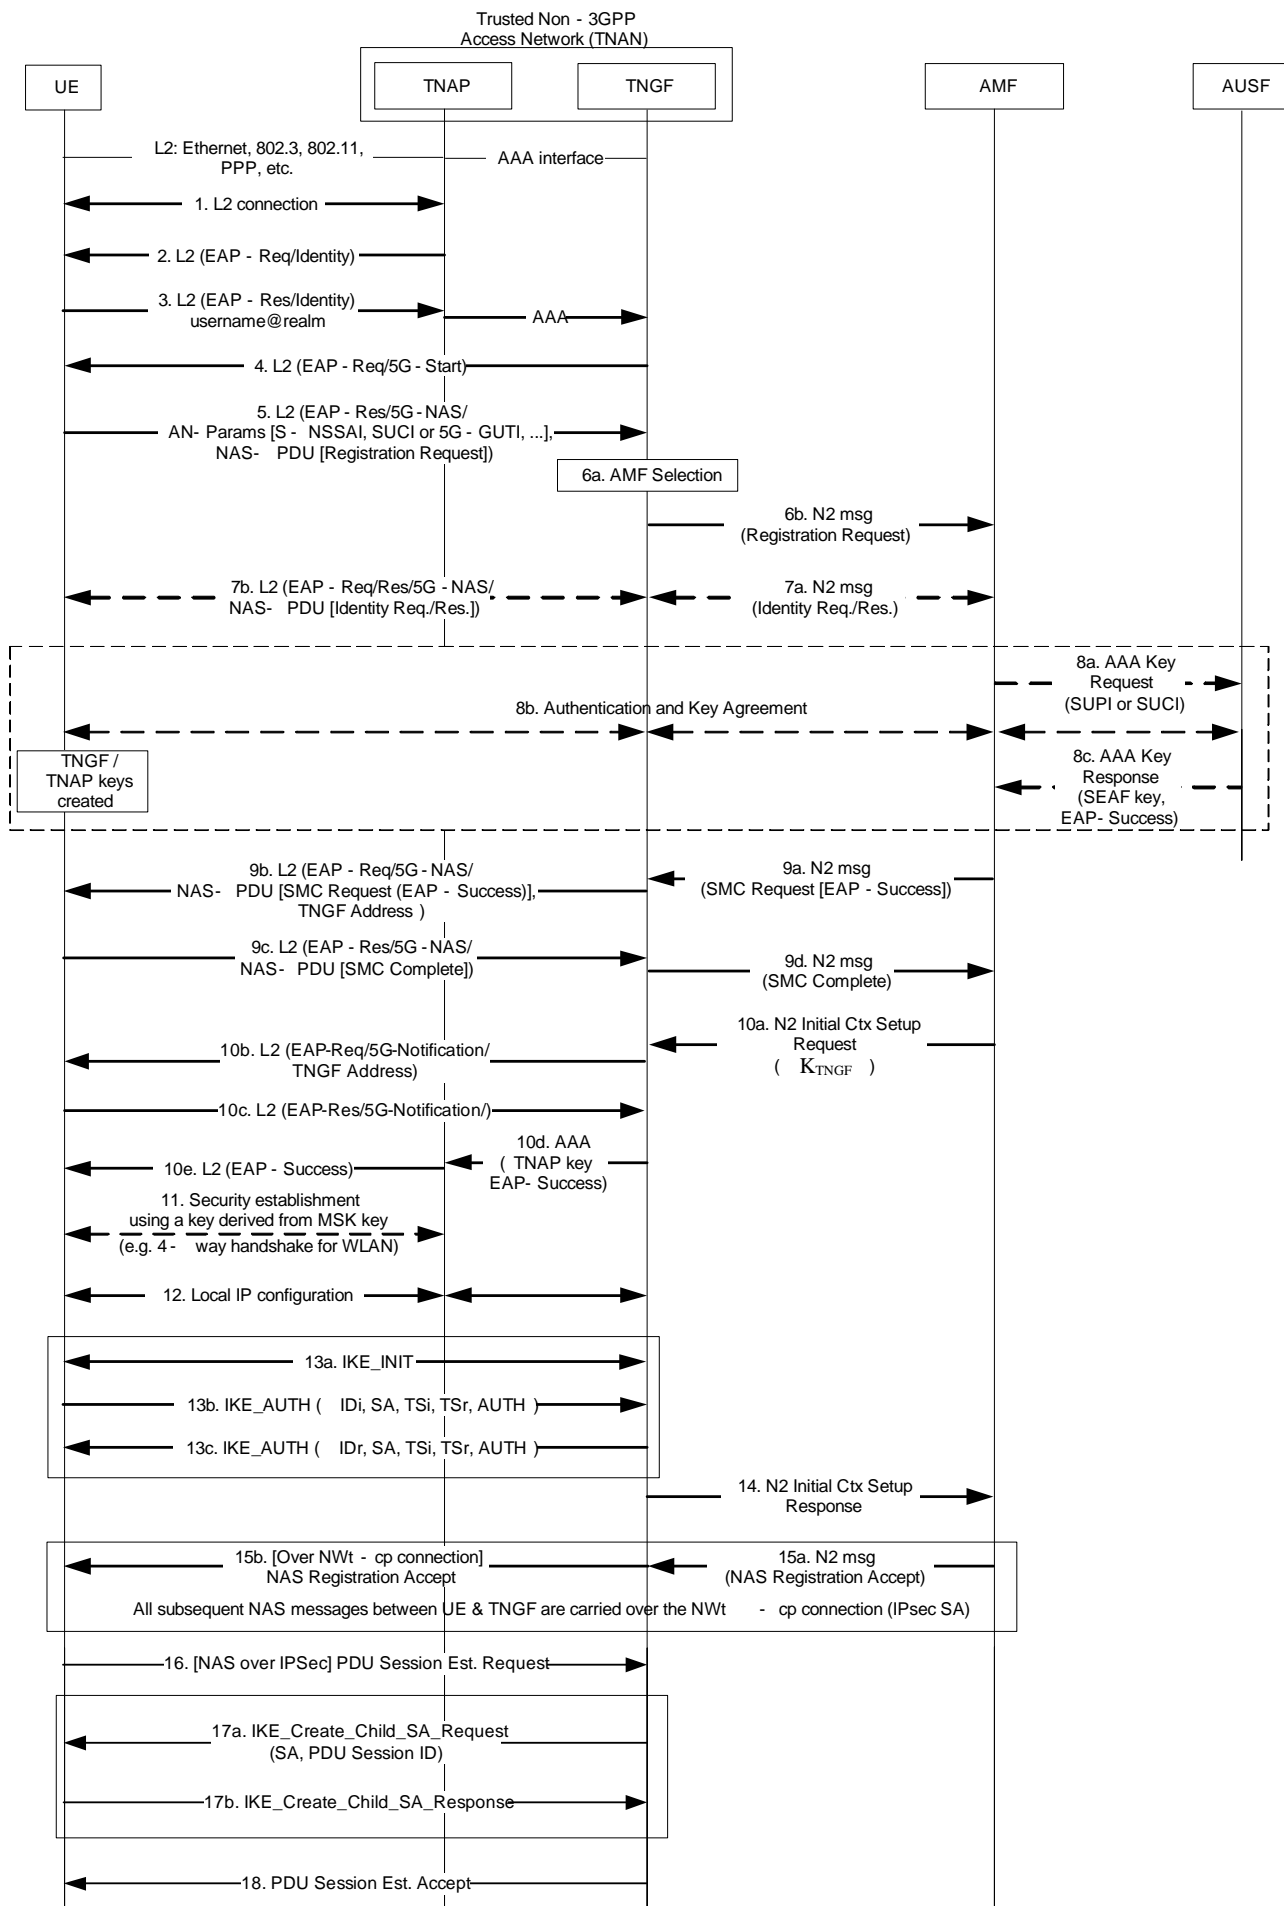 Trusted Non - 3GPP
Access Network (TNAN)
UE
TNAP
TNGF
AMF
AUSF
L2: Ethernet, 802.3, 802.11,
PPP, etc.
AAA interface
1. L2 connection
2. L2 (EAP - Req/Identity)
3. L2 (EAP - Res/Identity)
username@realm
AAA
4. L2 (EAP - Req/5G - Start)
5. L2 (EAP - Res/5G - NAS/
AN- Params [S - NSSAI, SUCI or 5G - GUTI, ...],
NAS- PDU [Registration Request])
6a. AMF Selection
6b. N2 msg
(Registration Request)
7b. L2 (EAP - Req/Res/5G - NAS/
NAS- PDU [Identity Req./Res.])
7a. N2 msg
(Identity Req./Res.)
8a. AAA Key
Request
(SUPI or SUCI)
8b. Authentication and Key Agreement
TNGF /
TNAP keys
created
8c. AAA Key
Response
(SEAF key,
EAP- Success)
9b. L2 (EAP - Req/5G - NAS/
NAS- PDU [SMC Request (EAP - Success)],
TNGF Address )
9a. N2 msg
(SMC Request [EAP - Success])
9c. L2 (EAP - Res/5G - NAS/
NAS- PDU [SMC Complete])
9d. N2 msg
(SMC Complete)
10a. N2 Initial Ctx Setup
Request
( KTNGF )
10b. L2 (EAP-Req/5G-Notification/
TNGF Address)
10c. L2 (EAP-Res/5G-Notification/)
10d. AAA
( TNAP key
EAP- Success)
10e. L2 (EAP - Success)
11. Security establishment
using a key derived from MSK key
(e.g. 4 - way handshake for WLAN)
12. Local IP configuration
13a. IKE_INIT
13b. IKE_AUTH ( IDi, SA, TSi, TSr, AUTH )
13c. IKE_AUTH ( IDr, SA, TSi, TSr, AUTH )
14. N2 Initial Ctx Setup
Response
15b. [Over NWt - cp connection]
NAS Registration Accept
15a. N2 msg
(NAS Registration Accept)
All subsequent NAS messages between UE & TNGF are carried over the NWt - cp connection (IPsec SA)
16. [NAS over IPSec] PDU Session Est. Request
17a. IKE_Create_Child_SA_Request
(SA, PDU Session ID)
17b. IKE_Create_Child_SA_Response
18. PDU Session Est. Accept